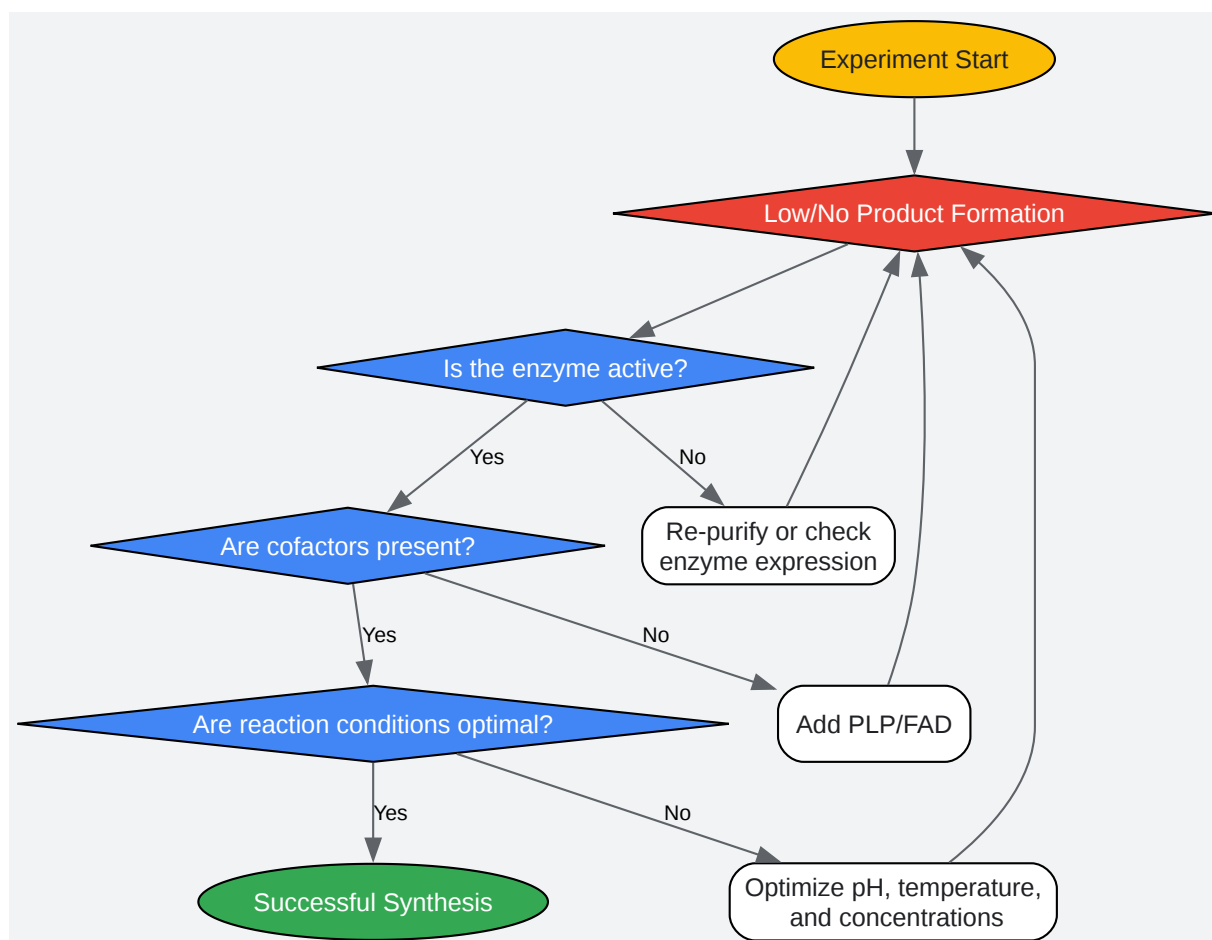 Experiment Start
Low/No Product Formation
Is the enzyme active?
Yes
No
Are cofactors present?
Re-purify or check
enzyme expression
Yes
No
Are reaction conditions optimal?
Add PLP/FAD
Yes
No
Successful Synthesis
Optimize pH, temperature,
and concentrations